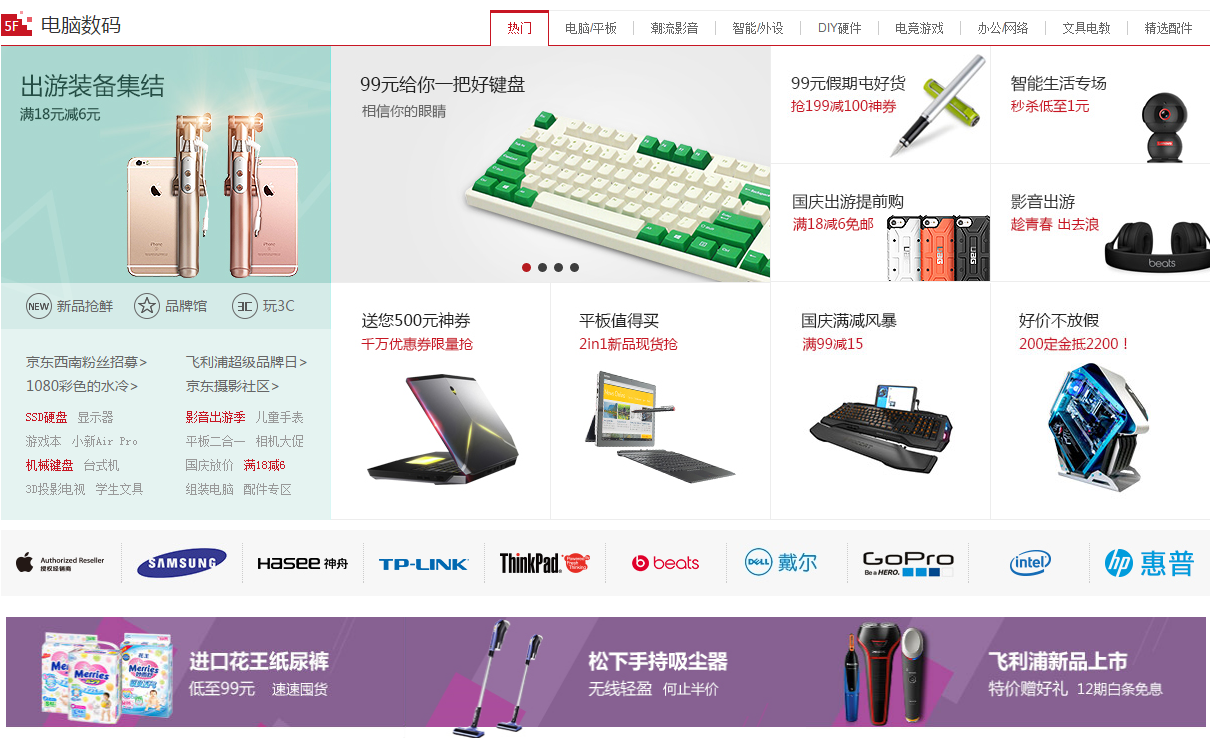 5F 电脑数码
热门 电脑/平板 潮流影音 智能/外设 DIY硬件 电竞游戏 办公/网络 文具电教 精选配件
出游装备集结
满18元减6元
NEW 新品抢鲜 品牌馆 3C 玩3C
京东西南粉丝招募> 飞利浦超级品牌日>
1080彩色的水冷> 京东摄影社区>
SSD硬盘 显示器 影音出游季 儿童手表
游戏本 小新Air Pro 平板二合一 相机大促
机械键盘 台式机 国庆放价 满18减6
3D投影电视 学生文具 组装电脑 配件专区
99元给你一把好键盘
相信你的眼睛
99元假期屯好货
抢199减100神券
智能生活专场
秒杀低至1元
国庆出游提前购
满18减6免邮
影音出游
趁青春 出去浪
beats
送您500元神券
千万优惠券限量抢
平板值得买
2in1新品现货抢
国庆满减风暴
满99减15
好价不放假
200定金抵2200！
Authorized Reseller
授权经销商
SAMSUNG
Hasee 神舟
TP-LINK
ThinkPad
beats
DELL 戴尔
GoPro
Be a HERO.
intel
hp 惠普
Merries
进口花王纸尿裤
低至99元 速速囤货
松下手持吸尘器
无线轻盈 何止半价
飞利浦新品上市
特价赠好礼 12期白条免息